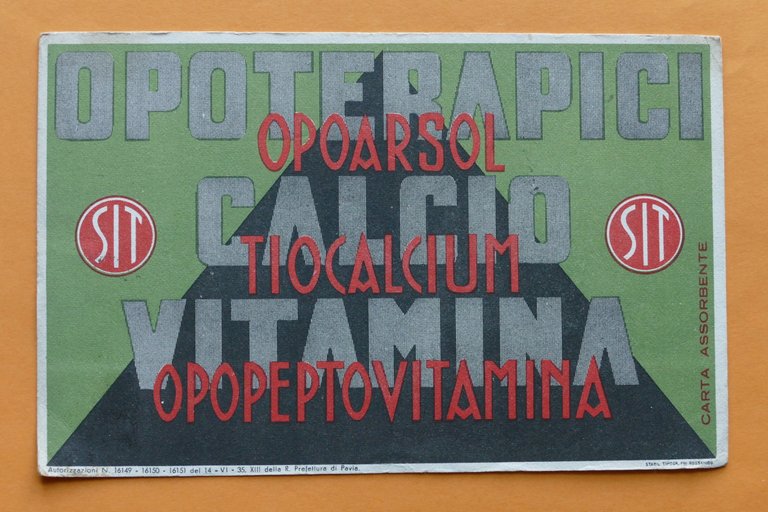 OPOTERAPICI
OPOARSOL
CALCIO
SIT
SIT
TIOCALCIUM
VITAMINA
OPOPEPTOVITAMINA
CARTA ASSORBENTE
Autorizzazioni N. 16149 - 16150 - 16151 del 14 - VI - 35, XIII della R. Prefettura di Pavia.